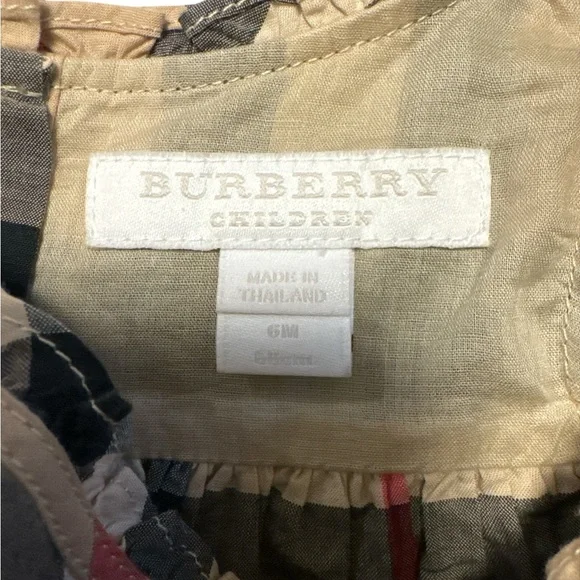 BURBERRY
CHILDREN
MADE IN
THAILAND
6M